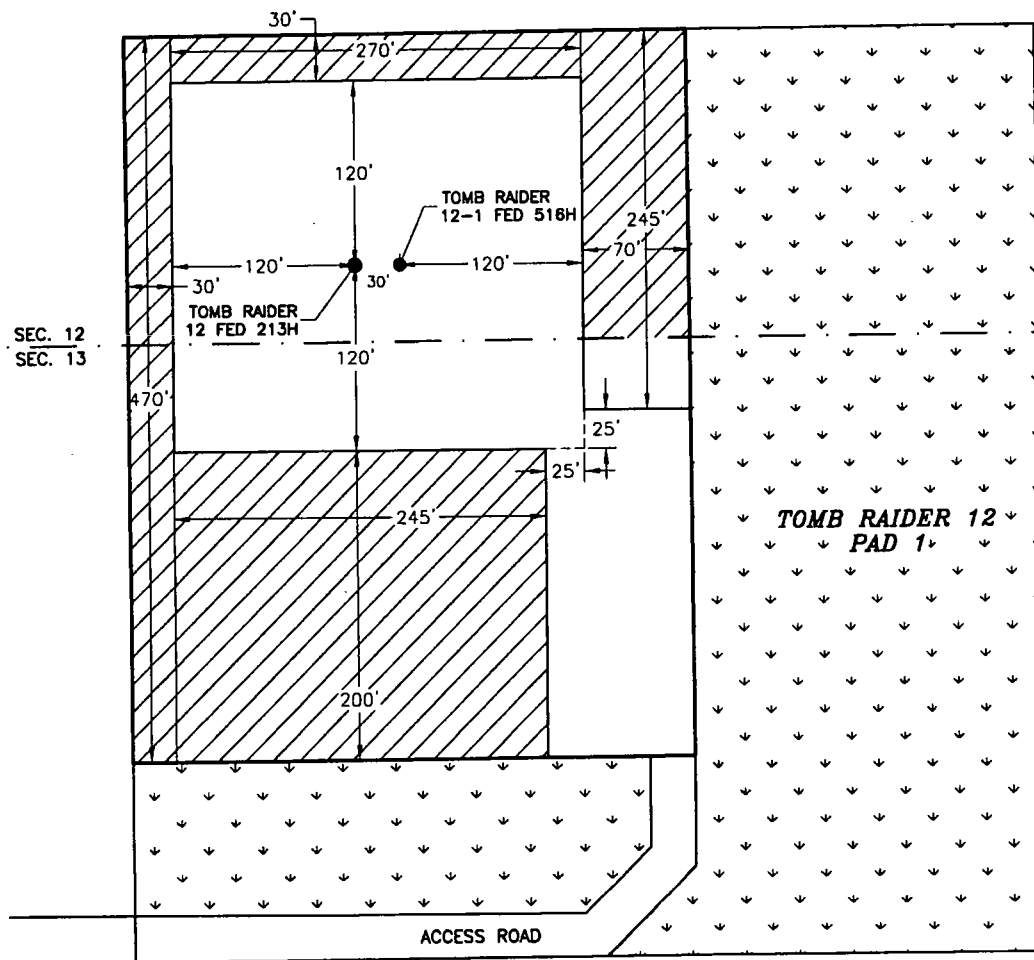 30'
270'
120'
TOMB RAIDER
12-1 FED 516H
245'
70'
120'
30'
120'
30'
TOMB RAIDER
12 FED 213H
SEC. 12
SEC. 13
120'
470'
25'
25'
245'
TOMB RAIDER 12
PAD 1
200'
ACCESS ROAD